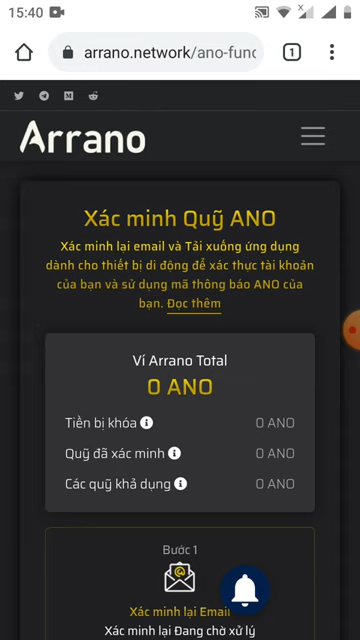 15:40
arrano.network/ano-func
1
Arrano
Xác minh Quỹ ANO
Xác minh lại email và Tải xuống ứng dụng
dành cho thiết bị di động để xác thực tài khoản
của bạn và sử dụng mã thông báo ANO của
bạn. Đọc thêm
Ví Arrano Total
0 ANO
Tiền bị khóa 0 ANO
Quỹ đã xác minh 0 ANO
Các quỹ khả dụng 0 ANO
Bước 1
Xác minh lại Email
Xác minh lại Đang chờ xử lý